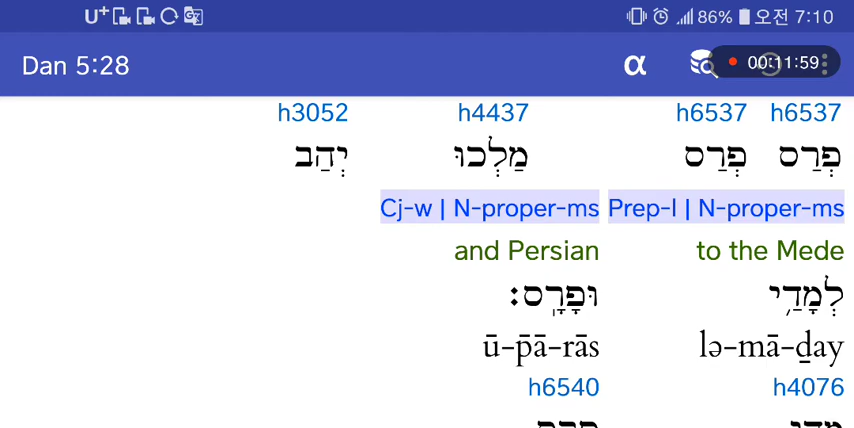 U+ 86% 오전 7:10
Dan 5:28 α 00:11:59
h3052 h4437 h6537 h6537
פְּרַס פְּרַס מַלְכוּ יְהַב
Cj-w | N-proper-ms Prep-l | N-proper-ms
and Persian to the Mede
לְמָדַ֥י וּפָרָֽס׃
ū-p̄ā-rās lə-mā-ḏay
h6540 h4076